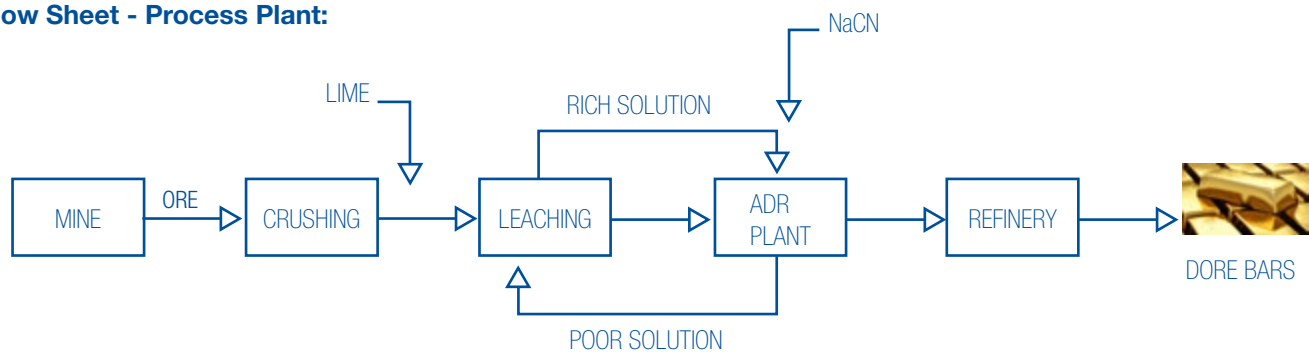 ow Sheet - Process Plant:
NaCN
LIME
RICH SOLUTION
MINE
ORE
CRUSHING
LEACHING
ADR
PLANT
REFINERY
DORE BARS
POOR SOLUTION